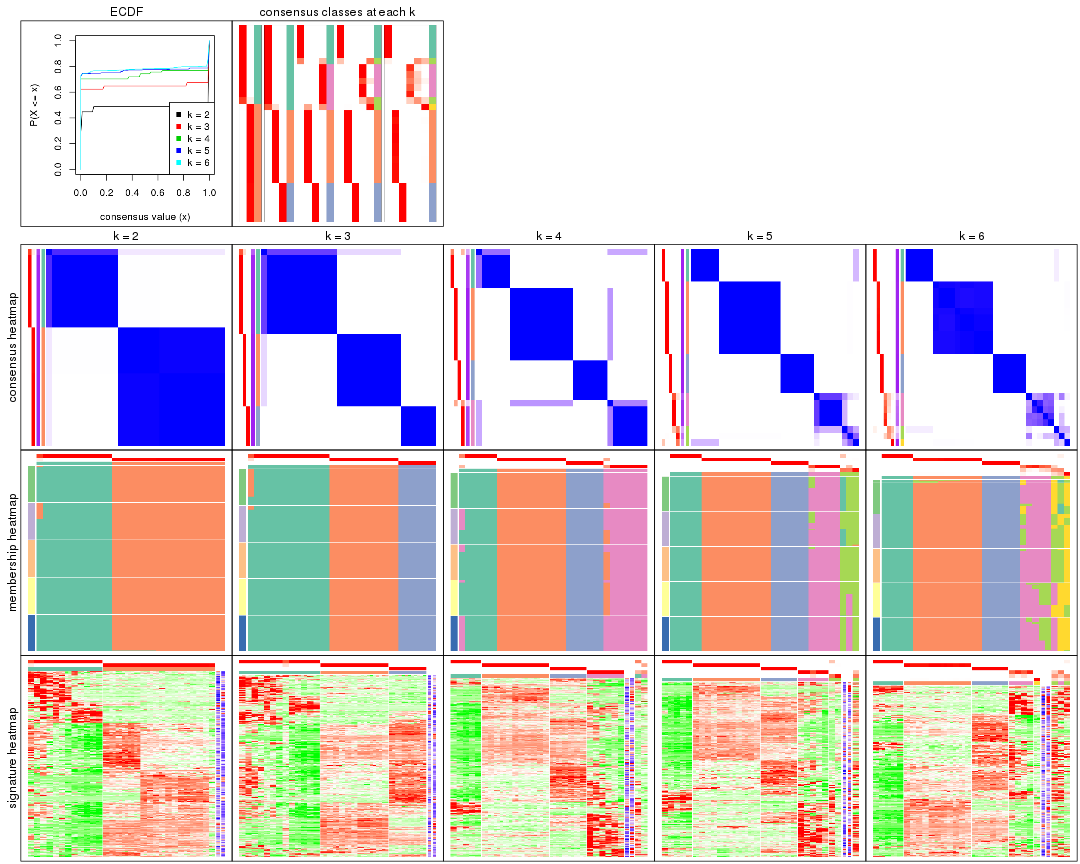 ECDF
consensus classes at each k
P(X <= x)
0.0 0.2 0.4 0.6 0.8 1.0
k = 2
k = 3
k = 4
k = 5
k = 6
0.0 0.2 0.4 0.6 0.8 1.0
consensus value (x)
k = 2
k = 3
k = 4
k = 5
k = 6
consensus heatmap
membership heatmap
signature heatmap